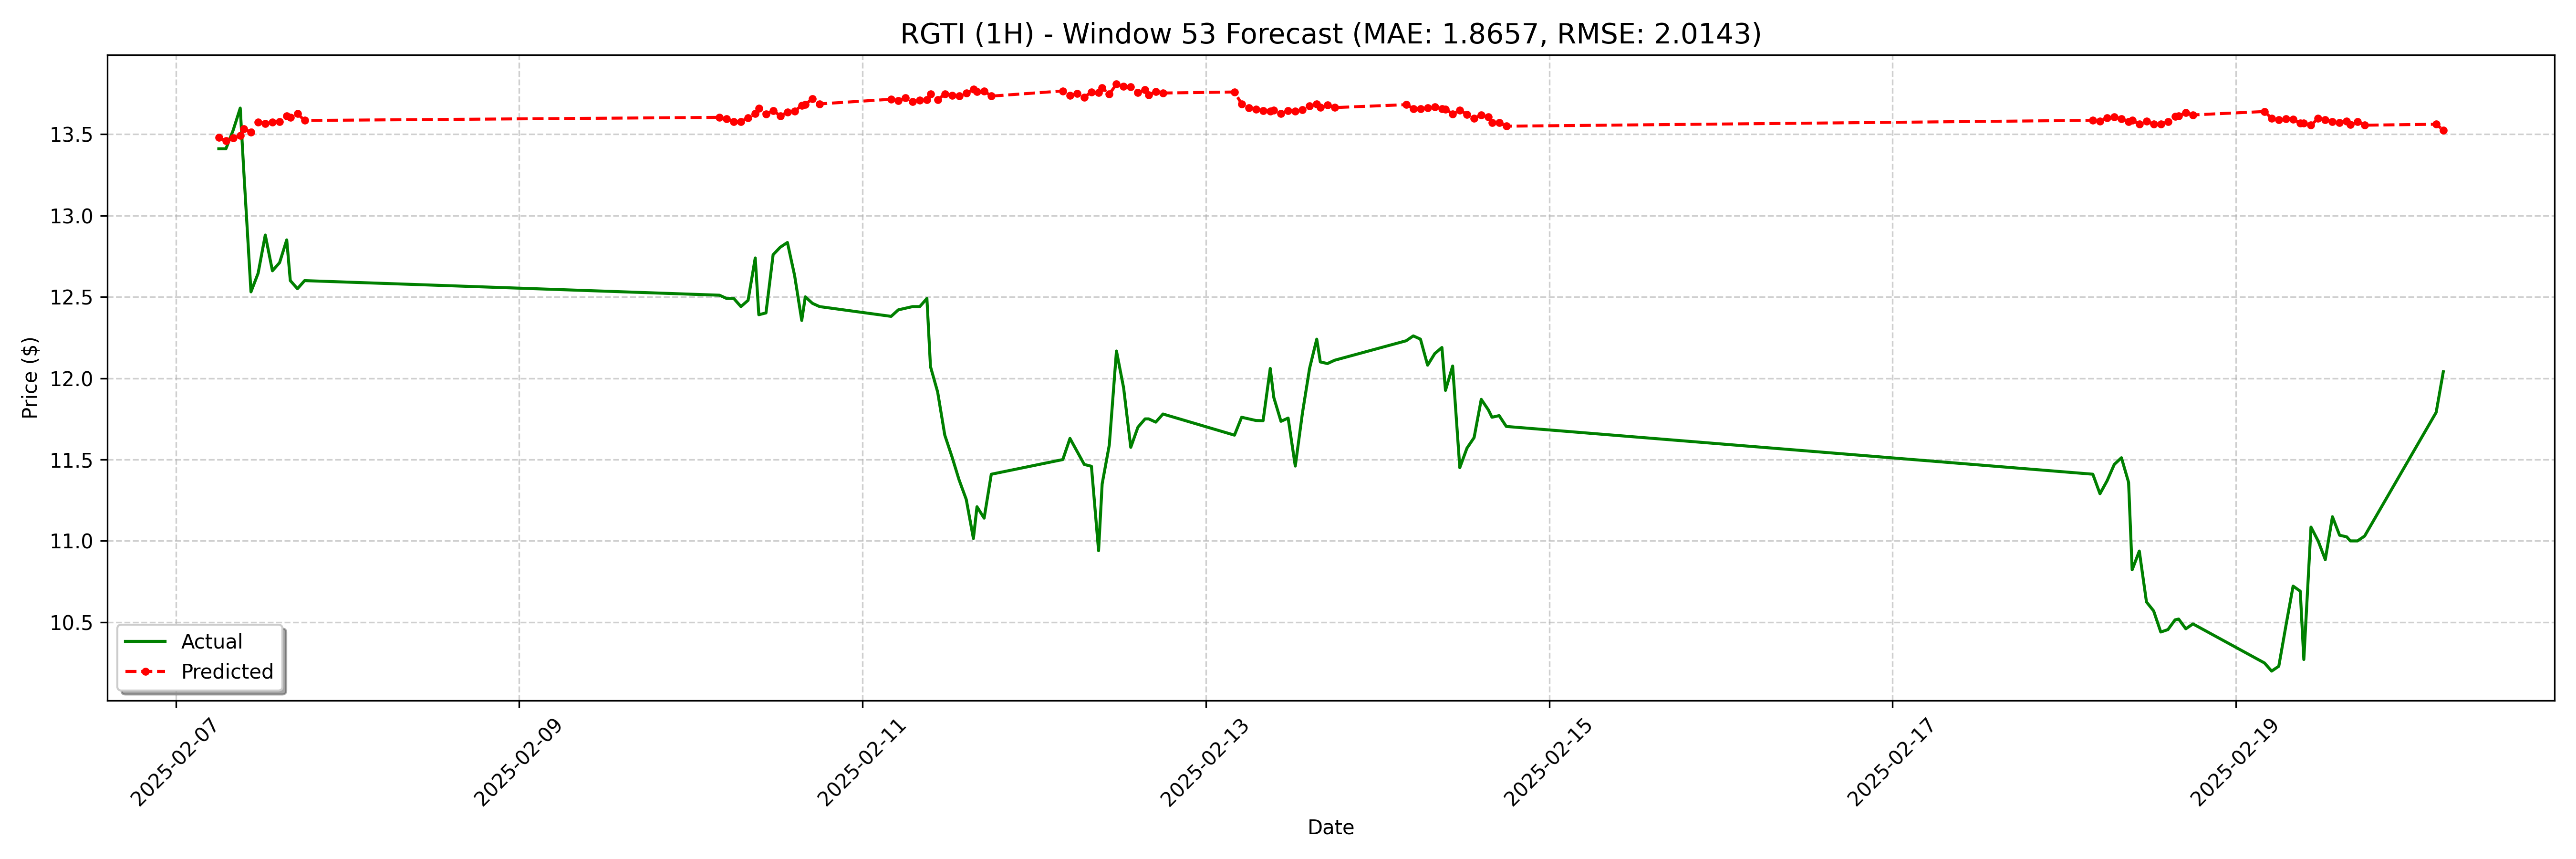 RGTI (1H) - Window 53 Forecast (MAE: 1.8657, RMSE: 2.0143)
Price ($)
13.5
13.0
12.5
12.0
11.5
11.0
10.5
Actual
Predicted
2025-02-07
2025-02-09
2025-02-11
2025-02-13
2025-02-15
2025-02-17
2025-02-19
Date